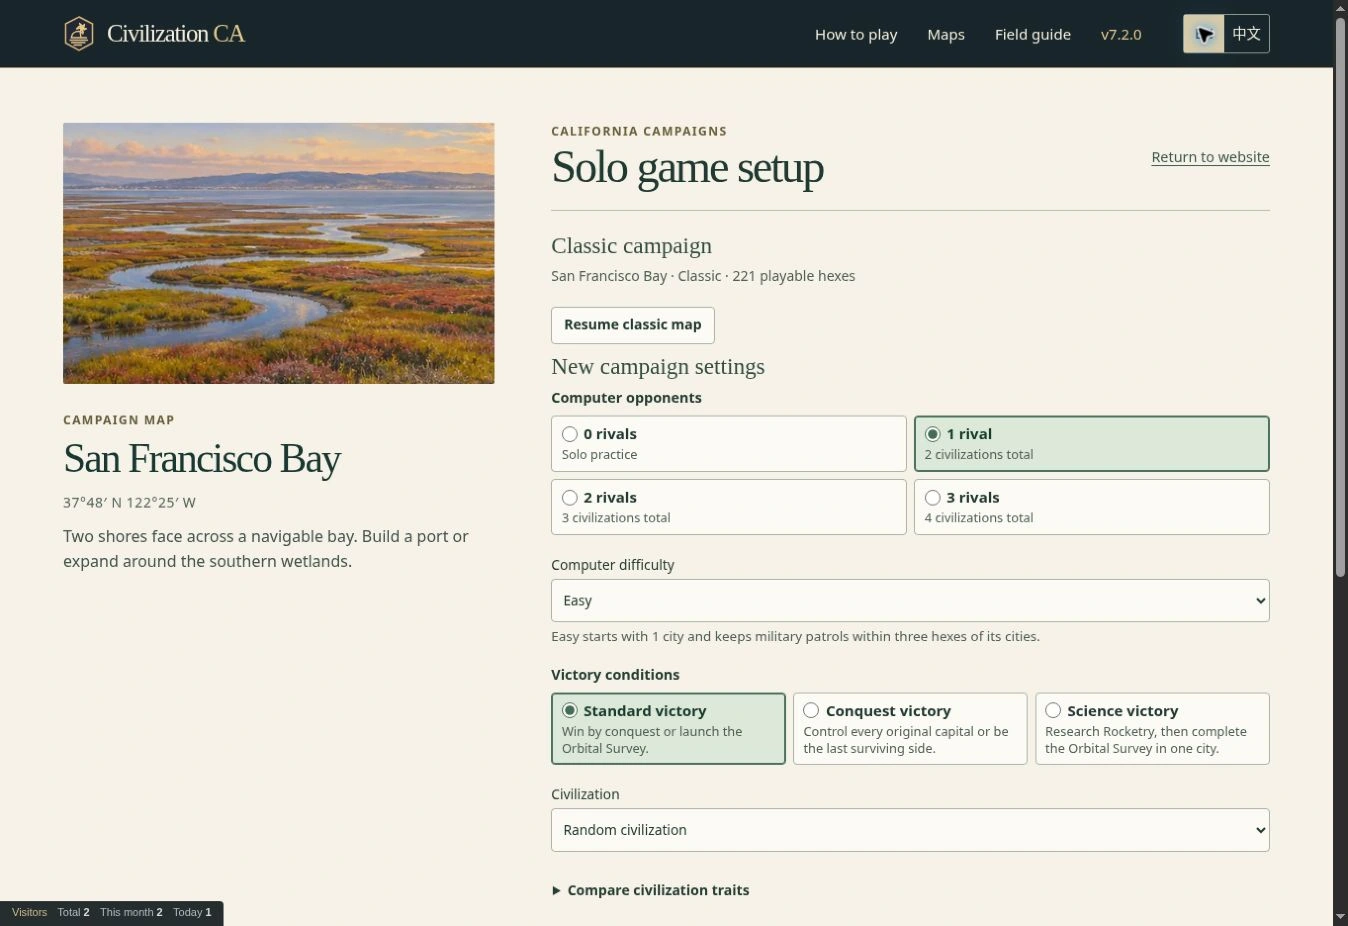 Civilization CA
How to play
Maps
Field guide
v7.2.0
中文
CALIFORNIA CAMPAIGNS
Solo game setup
Return to website
Classic campaign
San Francisco Bay · Classic · 221 playable hexes
Resume classic map
New campaign settings
Computer opponents
0 rivals
Solo practice
1 rival
2 civilizations total
2 rivals
3 civilizations total
3 rivals
4 civilizations total
Computer difficulty
Easy
Easy starts with 1 city and keeps military patrols within three hexes of its cities.
Victory conditions
Standard victory
Win by conquest or launch the
Orbital Survey.
Conquest victory
Control every original capital or be
the last surviving side.
Science victory
Research Rocketry, then complete
the Orbital Survey in one city.
Civilization
Random civilization
Compare civilization traits
CAMPAIGN MAP
San Francisco Bay
37°48′ N 122°25′ W
Two shores face across a navigable bay. Build a port or
expand around the southern wetlands.
Visitors Total 2 This month 2 Today 1